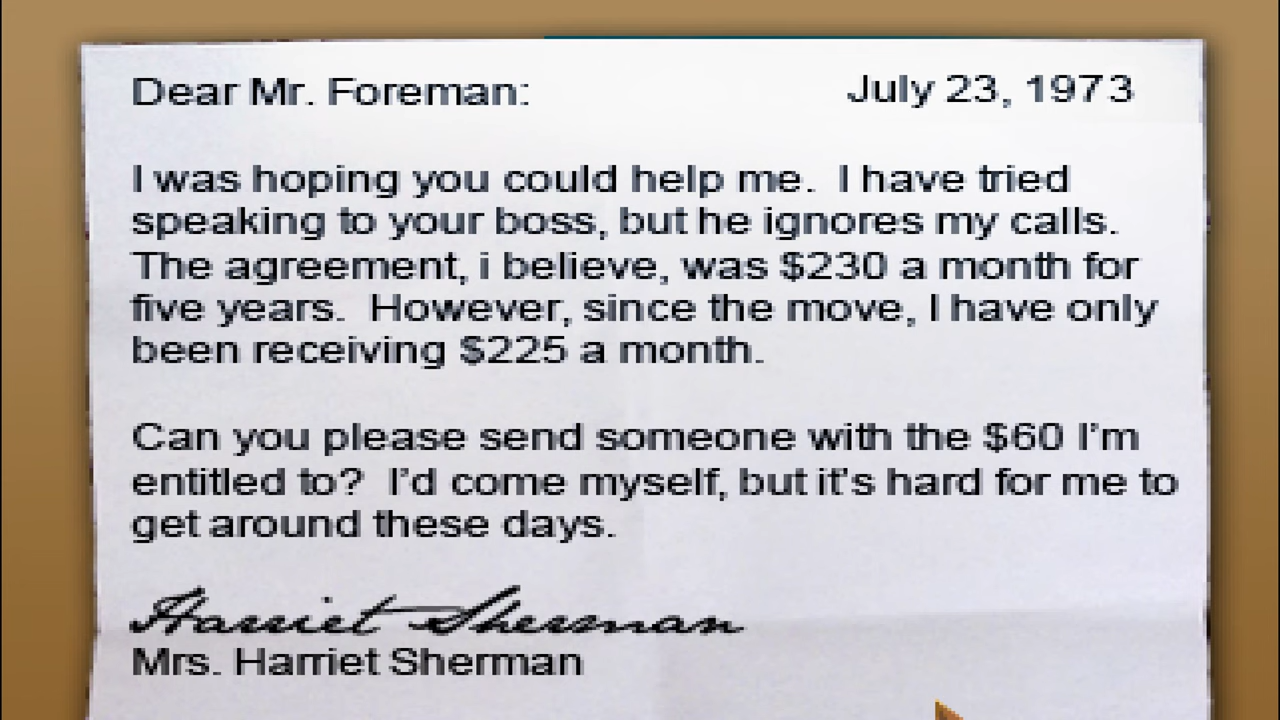 Dear Mr. Foreman: July 23, 1973
I was hoping you could help me. I have tried
speaking to your boss, but he ignores my calls.
The agreement, i believe, was $230 a month for
five years. However, since the move, I have only
been receiving $225 a month.
Can you please send someone with the $60 I'm
entitled to? I'd come myself, but it's hard for me to
get around these days.
Harriet Sherman
Mrs. Harriet Sherman